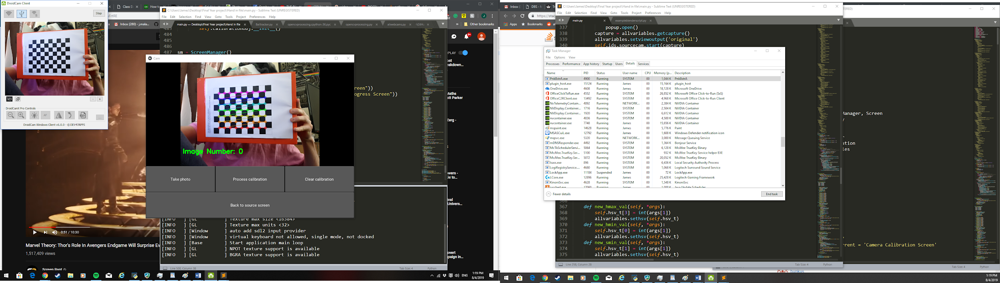 DroidCam Client
Stop
DroidCamX Pro Controls
AF
...
DroidCam Windows Client v6.0.0 - © DEV47APPS
Inbox (280) - j.mala...
Class D
How to
Other bookmarks
0:51 / 10:30
Marvel Theory: Thor's Role In Avengers Endgame Will Surprise Ev
1,517,409 views
Screen Rant
C:\Users\James\Desktop\Final Year project\Hand in file\main.py - Sublime Text (UNREGISTERED)
File Edit Selection Find View Goto Tools Project Preferences Help
main.py — Desktop\Final Year project\Hand in file
Balltracker.py
opencvprocessing.cpython-36.pyc
opencvprocessing.py
allwebcams.py
483 self.calibrationobj.__init__()
484
485
486
487 sm = ScreenManager()
reen"))
ogress Screen"))
Cam
Image Number: 0
Take photo
Process calibration
Clear calibration
Back to source screen
[INFO ] [GL ] Texture max size <16384>
[INFO ] [GL ] Texture max units <32>
[INFO ] [Window ] auto add sdl2 input provider
[INFO ] [Window ] virtual keyboard not allowed, single mode, not docked
[INFO ] [Base ] Start application main loop
[INFO ] [GL ] NPOT texture support is available
[INFO ] [GL ] BGRA texture support is available
Line 500, Column 38
Tab Size: 4
Python
ENG
1:19 PM
8/4/2019
Inbox
DBS - M
https://stac
Apps
Bookmarks
C:\Users\James\Desktop\Final Year project\Hand in file\main.py - Sublime Text (UNREGISTERED)
File Edit Selection Find View Goto Tools Project Preferences Help
main.py
exampleblenderscript.py
337 popup.open()
338 capture = allvariables.getcapture()
339 allvariables.setviewoutput('original')
340 self.ids.sourcecam.start(capture)
Task Manager
File Options View
Processes Performance App history Startup Users Details Services
Name PID Status User name CPU Memory (p... Description
PnkBstrA.exe 4900 Running SYSTEM 00 1,044 K PnkBstrA
plugin_host.exe 15124 Running James 00 15,164 K plugin_host
OneDrive.exe 4608 Running James 00 18,128 K Microsoft OneDrive
OfficeClickToRun.exe 4552 Running SYSTEM 00 26,852 K Microsoft Office Click-to-Run (SxS)
OfficeC2RClient.exe 13492 Running SYSTEM 00 4,968 K Microsoft Office Click-to-Run Client
NvTelemetryContain... 4892 Running NETWORK... 00 2,384 K NVIDIA Container
NVDisplay.Container... 1716 Running SYSTEM 00 2,504 K NVIDIA Container
NVDisplay.Container... 1920 Running SYSTEM 00 6,612 K NVIDIA Container
nvcontainer.exe 4836 Running SYSTEM 00 4,500 K NVIDIA Container
nvcontainer.exe 7748 Running James 00 15,656 K NVIDIA Container
mspaint.exe 14628 Running James 00 5,776 K Paint
MSASCuiL.exe 12792 Running James 00 1,608 K Windows Defender notification icon
mqsvc.exe 5320 Running NETWORK... 00 3,000 K Message Queuing Service
mDNSResponder.exe 4492 Running SYSTEM 00 1,364 K Bonjour Service
McTkSchedulerServi... 5064 Running SYSTEM 00 6,128 K McAfee TrueKey Binary
McAfee.TrueKey.Ser... 5100 Running SYSTEM 00 932 K McAfee TrueKey Service helper EXE
McAfee.TrueKey.Ser... 5072 Running SYSTEM 00 20,052 K McAfee TrueKey Binary
lsass.exe 896 Running SYSTEM 00 6,436 K Local Security Authority Process
LogiRegistryService.... 4680 Running SYSTEM 00 1,068 K Logitech Surround Sound Service
LockApp.exe 11184 Suspended James 00 72 K LockApp.exe
LCore.exe 12896 Running James 00 25,428 K Logitech Gaming Framework
KinoniSvc.exe 4628 Running SYSTEM 00 1,548 K KinoniSvc
jusched.exe 17060 Running James 00 1,988 K Java Update Scheduler
Fewer details
End task
367 def new_hmax_val(self, *args):
368 self.hsv_t[3] = int(args[1])
369 allvariables.sethsv(self.hsv_t)
370 def new_hmin_val(self, *args):
371 self.hsv_t[0] = int(args[1])
372 allvariables.sethsv(self.hsv_t)
373 def new_smin_val(self, *args):
374 self.hsv_t[1] = int(args[1])
375 allvariables.sethsv(self.hsv_t)
Line 258, Column 28
Tab Size: 4
Python
Manager, Screen
ation
les
rrent = 'Camera Calibration Screen'
Tab Size: 4
Python
bunkus
1:19 PM
8/4/2019